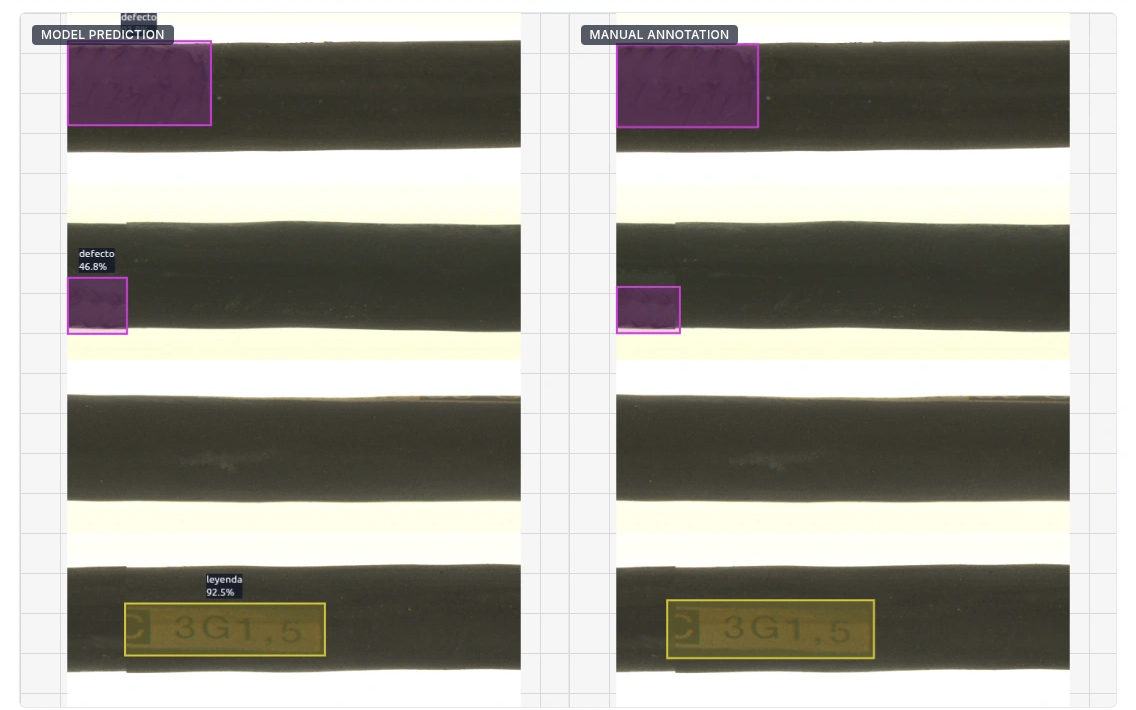 defecto
MODEL PREDICTION
MANUAL ANNOTATION
defecto
46.8%
leyenda
92.5%
C 3G1,5
C 3G1,5